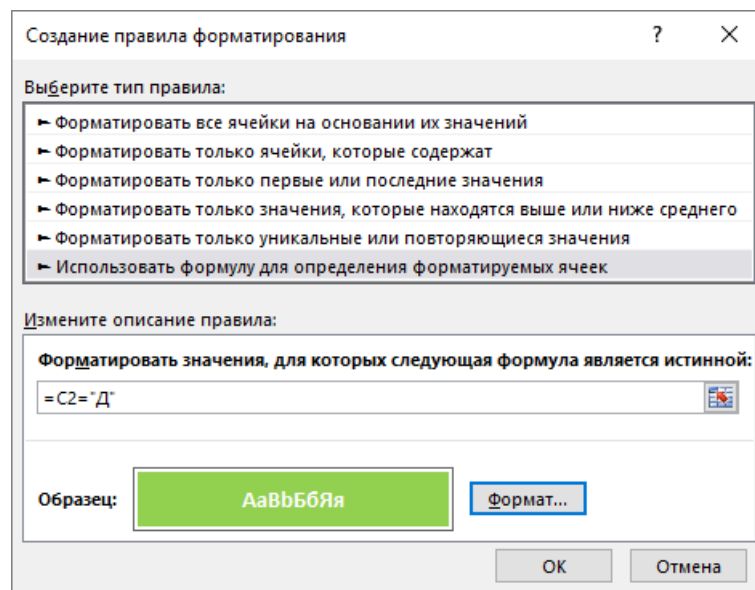 Создание правила форматирования ?
Выберите тип правила:
► Форматировать все ячейки на основании их значений
► Форматировать только ячейки, которые содержат
► Форматировать только первые или последние значения
► Форматировать только значения, которые находятся выше или ниже среднего
► Форматировать только уникальные или повторяющиеся значения
► Использовать формулу для определения форматируемых ячеек
Измените описание правила:
Форматировать значения, для которых следующая формула является истинной:
=C2="Д"
Образец: АаВbБбЯя Формат...
ОК Отмена